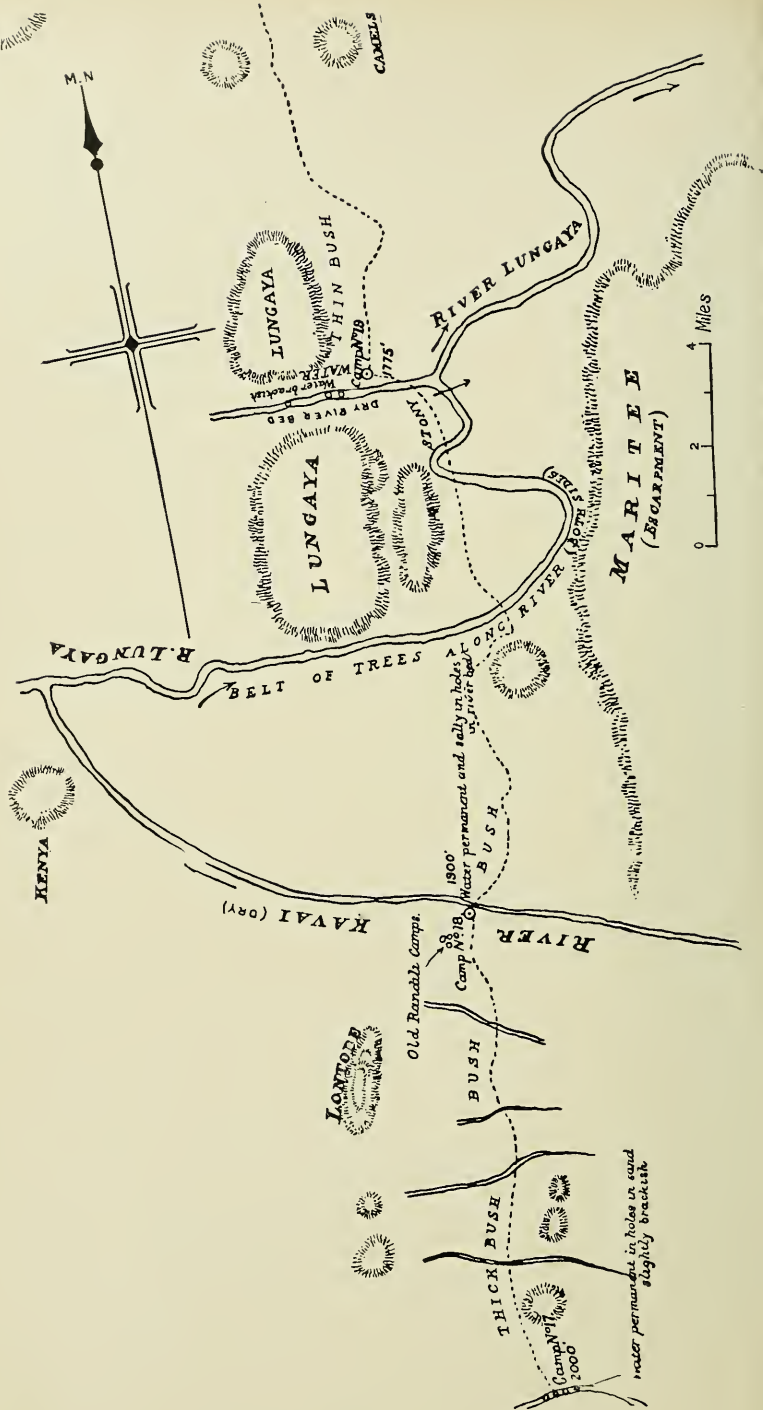 M.N
CAMELS
LUNGAYA
THIN BUSH
WATER
Water brackish
Camp No 19
1775'
DRY RIVER BED
RIVER LUNGAYA
STONY
LUNGAYA
MARITEE
(ESCARPMENT)
0 2 4 Miles
R. LUNGAYA
BELT OF TREES ALONG RIVER (FOR SIDES)
KENYA
Water permanent and salty in holes
in river bed
BUSH
1900'
Camp No 18
Old Randile Camps.
RIVER KAVAI (DRY)
BUSH
LONTODE
THICK BUSH
Camp No 17
2000'
Water permanent in holes in sand
slightly brackish